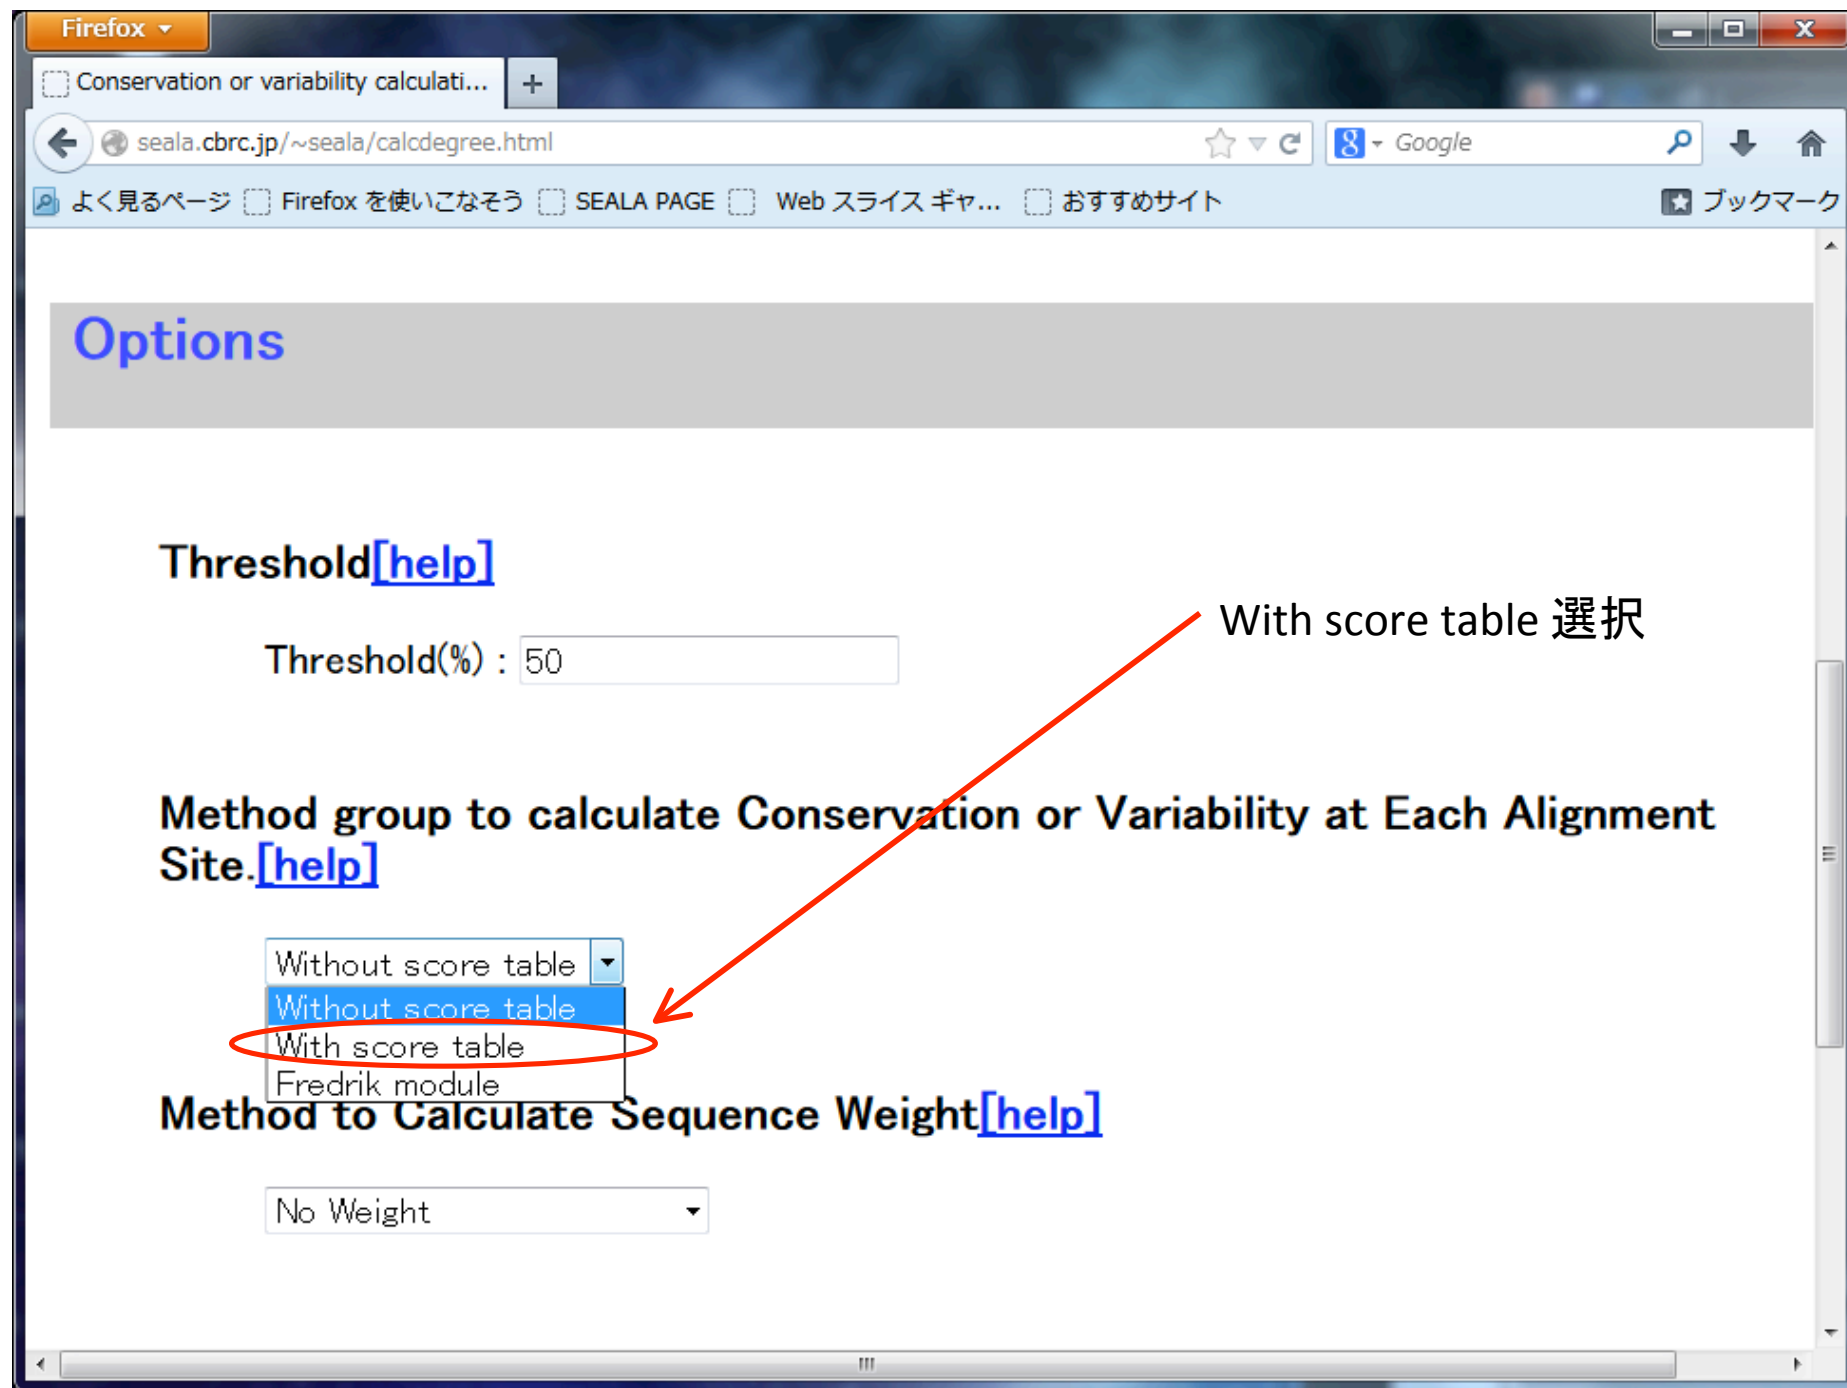 Firefox
Conservation or variability calculati...
seala.cbrc.jp/~seala/calcdegree.html
Google
よく見るページ Firefox を使いこなそう SEALA PAGE Web スライス ギャ... おすすめサイト ブックマーク
Options
Threshold[help]
With score table 選択
Threshold(%) : 50
Method group to calculate Conservation or Variability at Each Alignment
Site.[help]
Without score table
Without score table
With score table
Fredrik module
Method to Calculate Sequence Weight[help]
No Weight